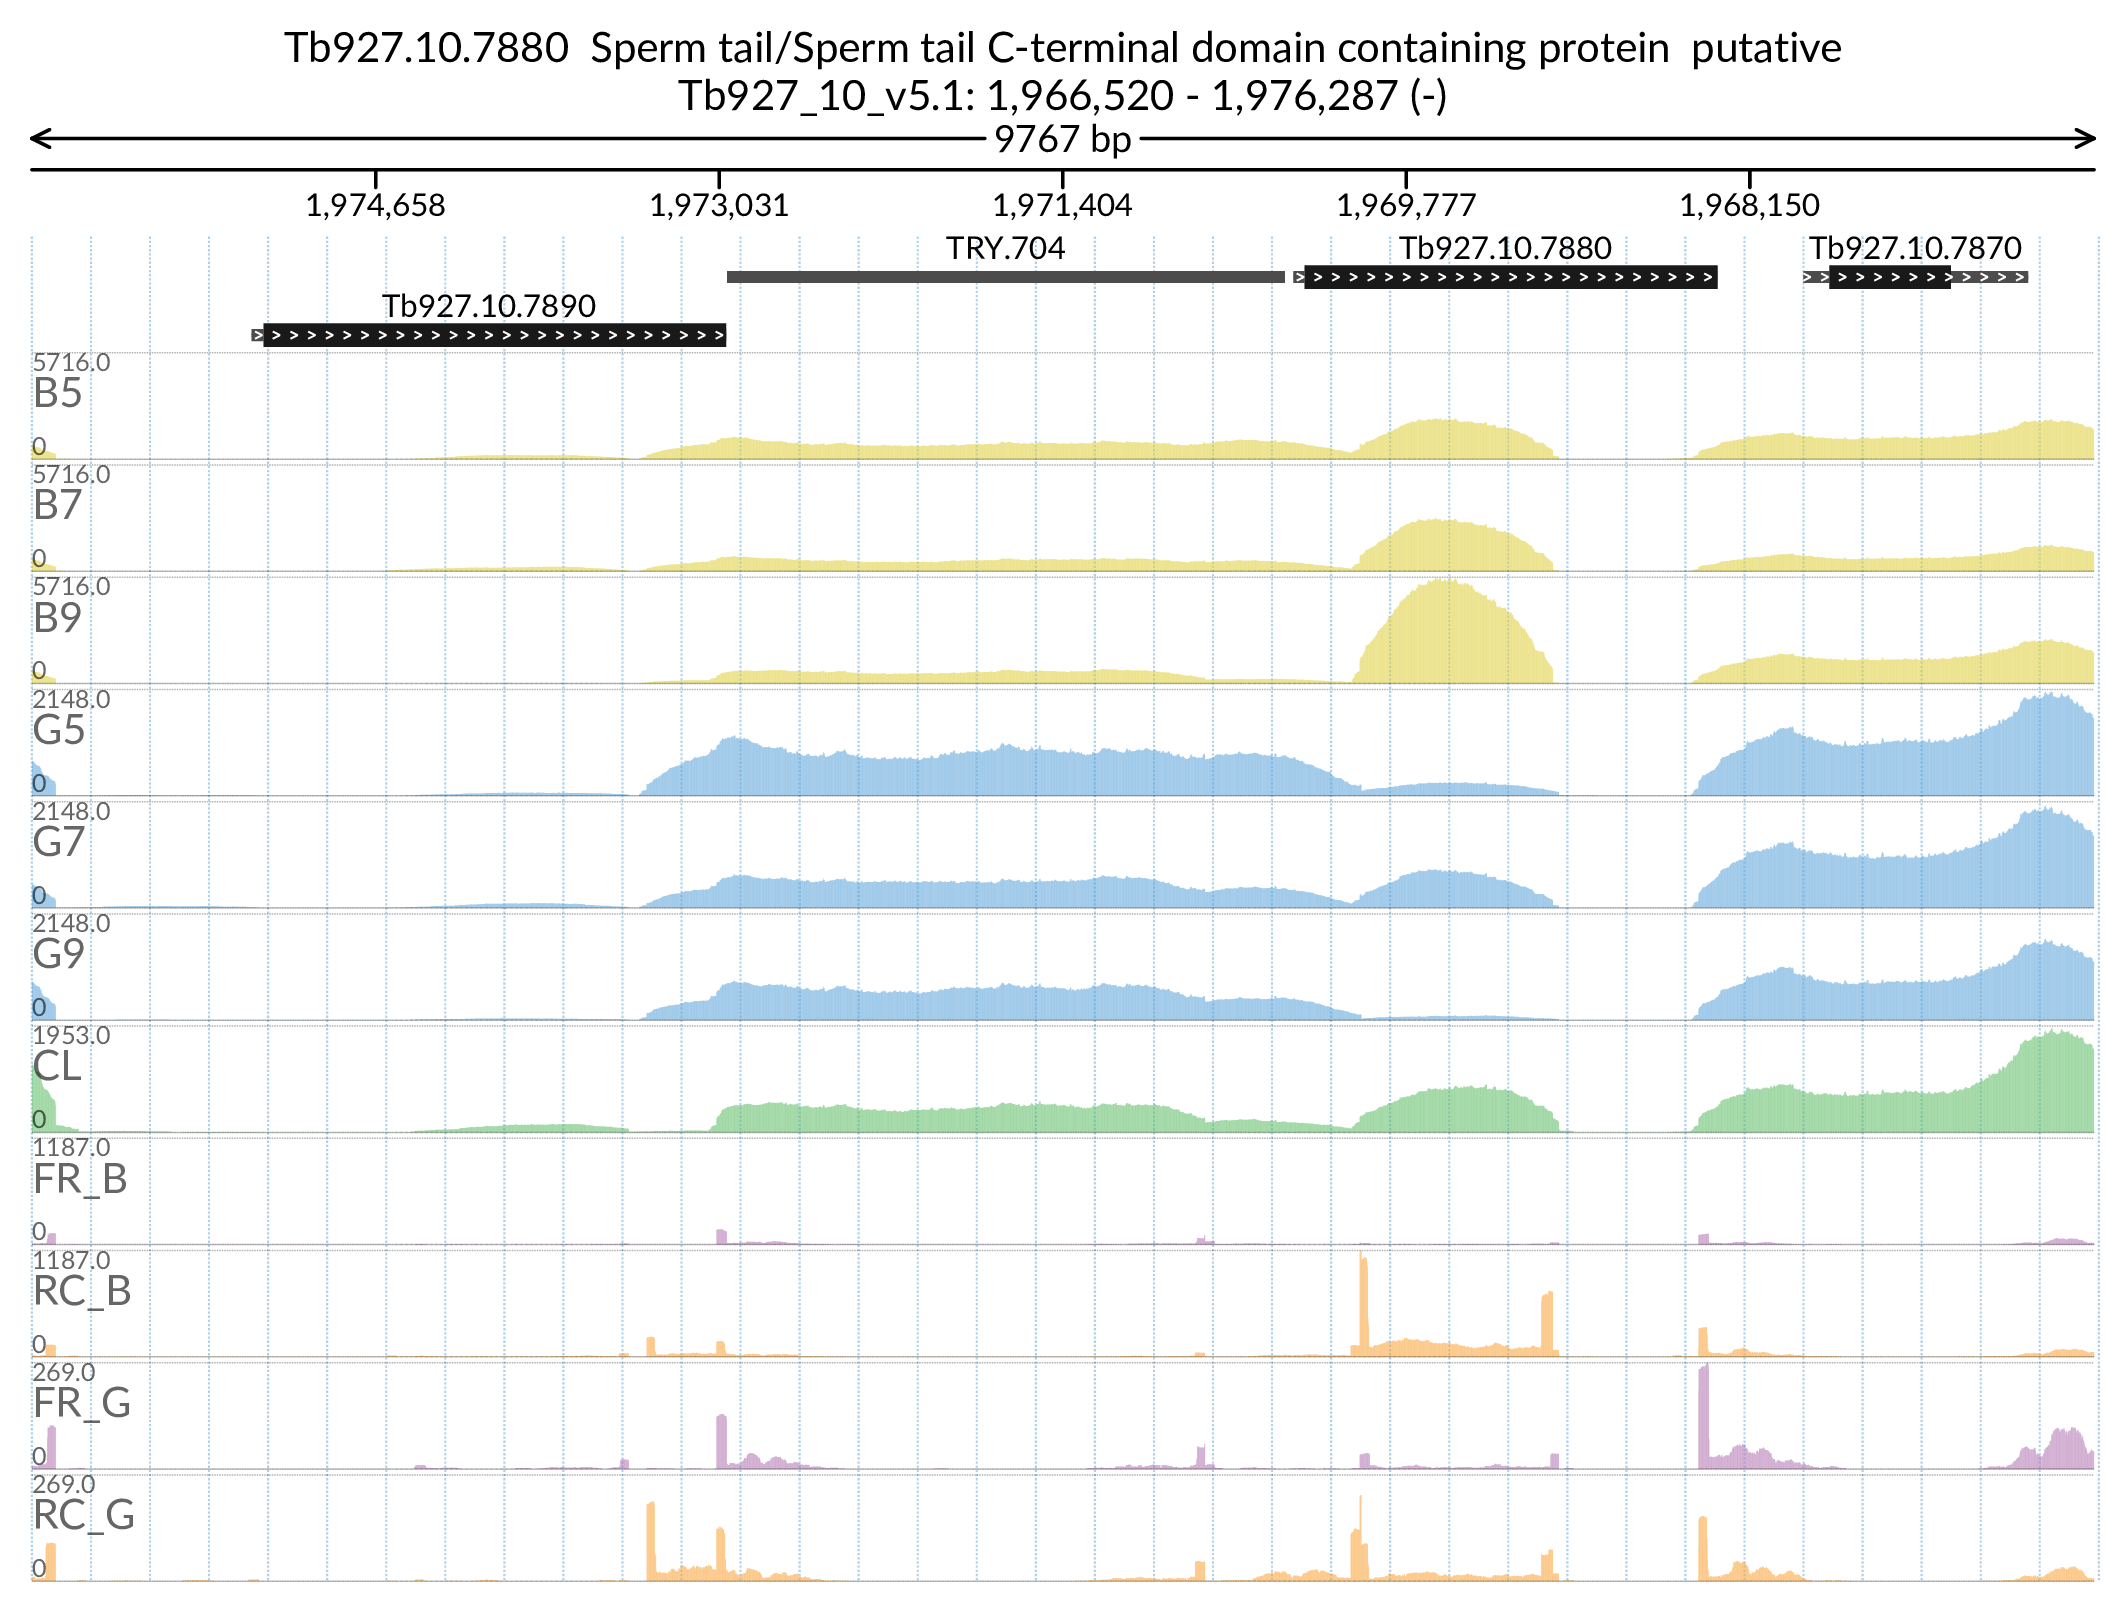 Tb927.10.7880  Sperm tail/Sperm tail C-terminal domain containing protein  putative
Tb927_10_v5.1: 1,966,520 - 1,976,287 (-)
9767 bp
1,974,658 1,973,031 1,971,404 1,969,777 1,968,150
TRY.704 Tb927.10.7880 Tb927.10.7870
Tb927.10.7890
5716.0
B5
0
5716.0
B7
0
5716.0
B9
0
2148.0
G5
0
2148.0
G7
0
2148.0
G9
0
1953.0
CL
0
1187.0
FR_B
0
1187.0
RC_B
0
269.0
FR_G
0
269.0
RC_G
0